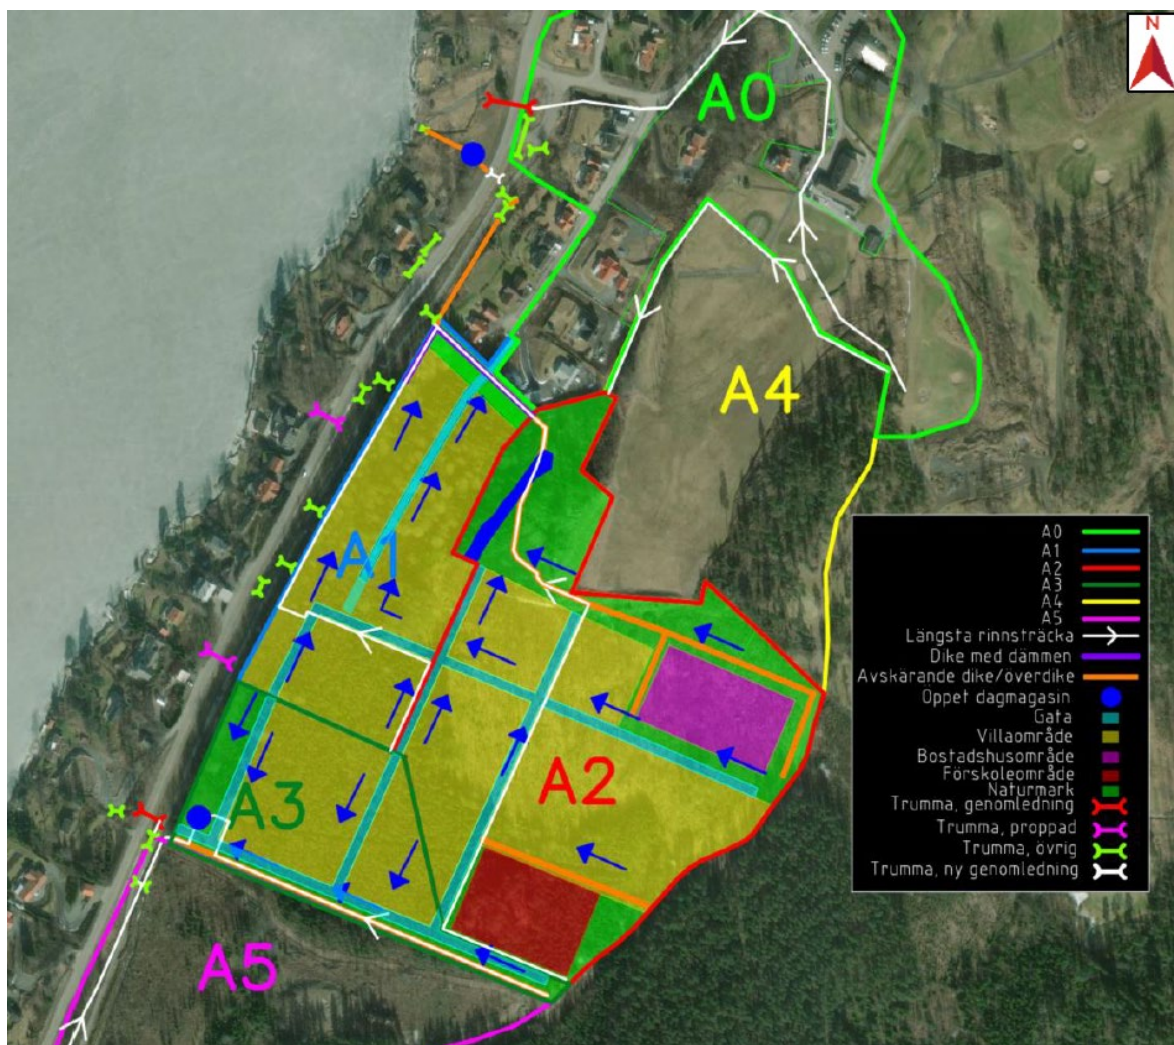 N
A0
A4
A1
A2
A3
A5
A0
A1
A2
A3
A4
A5
Längsta rinnsträcka
Dike med dämmen
Avskärande dike/överdike
Öppet dagmagasin
Gata
Villaområde
Bostadshusområde
Förskoleområde
Naturmark
Trumma, genomledning
Trumma, proppad
Trumma, övrig
Trumma, ny genomledning